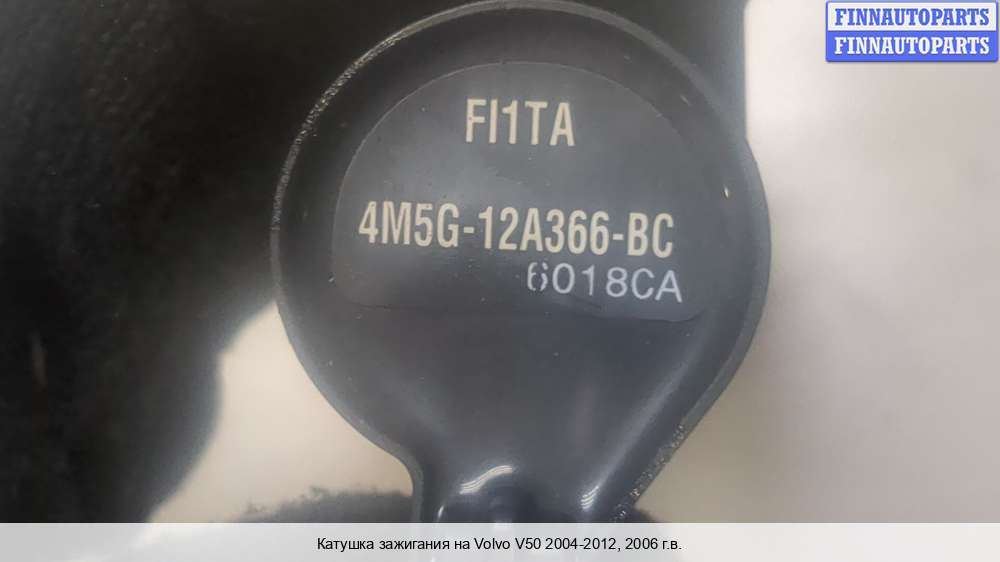 FINNAUTOPARTS
FINNAUTOPARTS
FI1TA
4M5G-12A366-BC
6018CA
Катушка зажигания на Volvo V50 2004-2012, 2006 г.в.